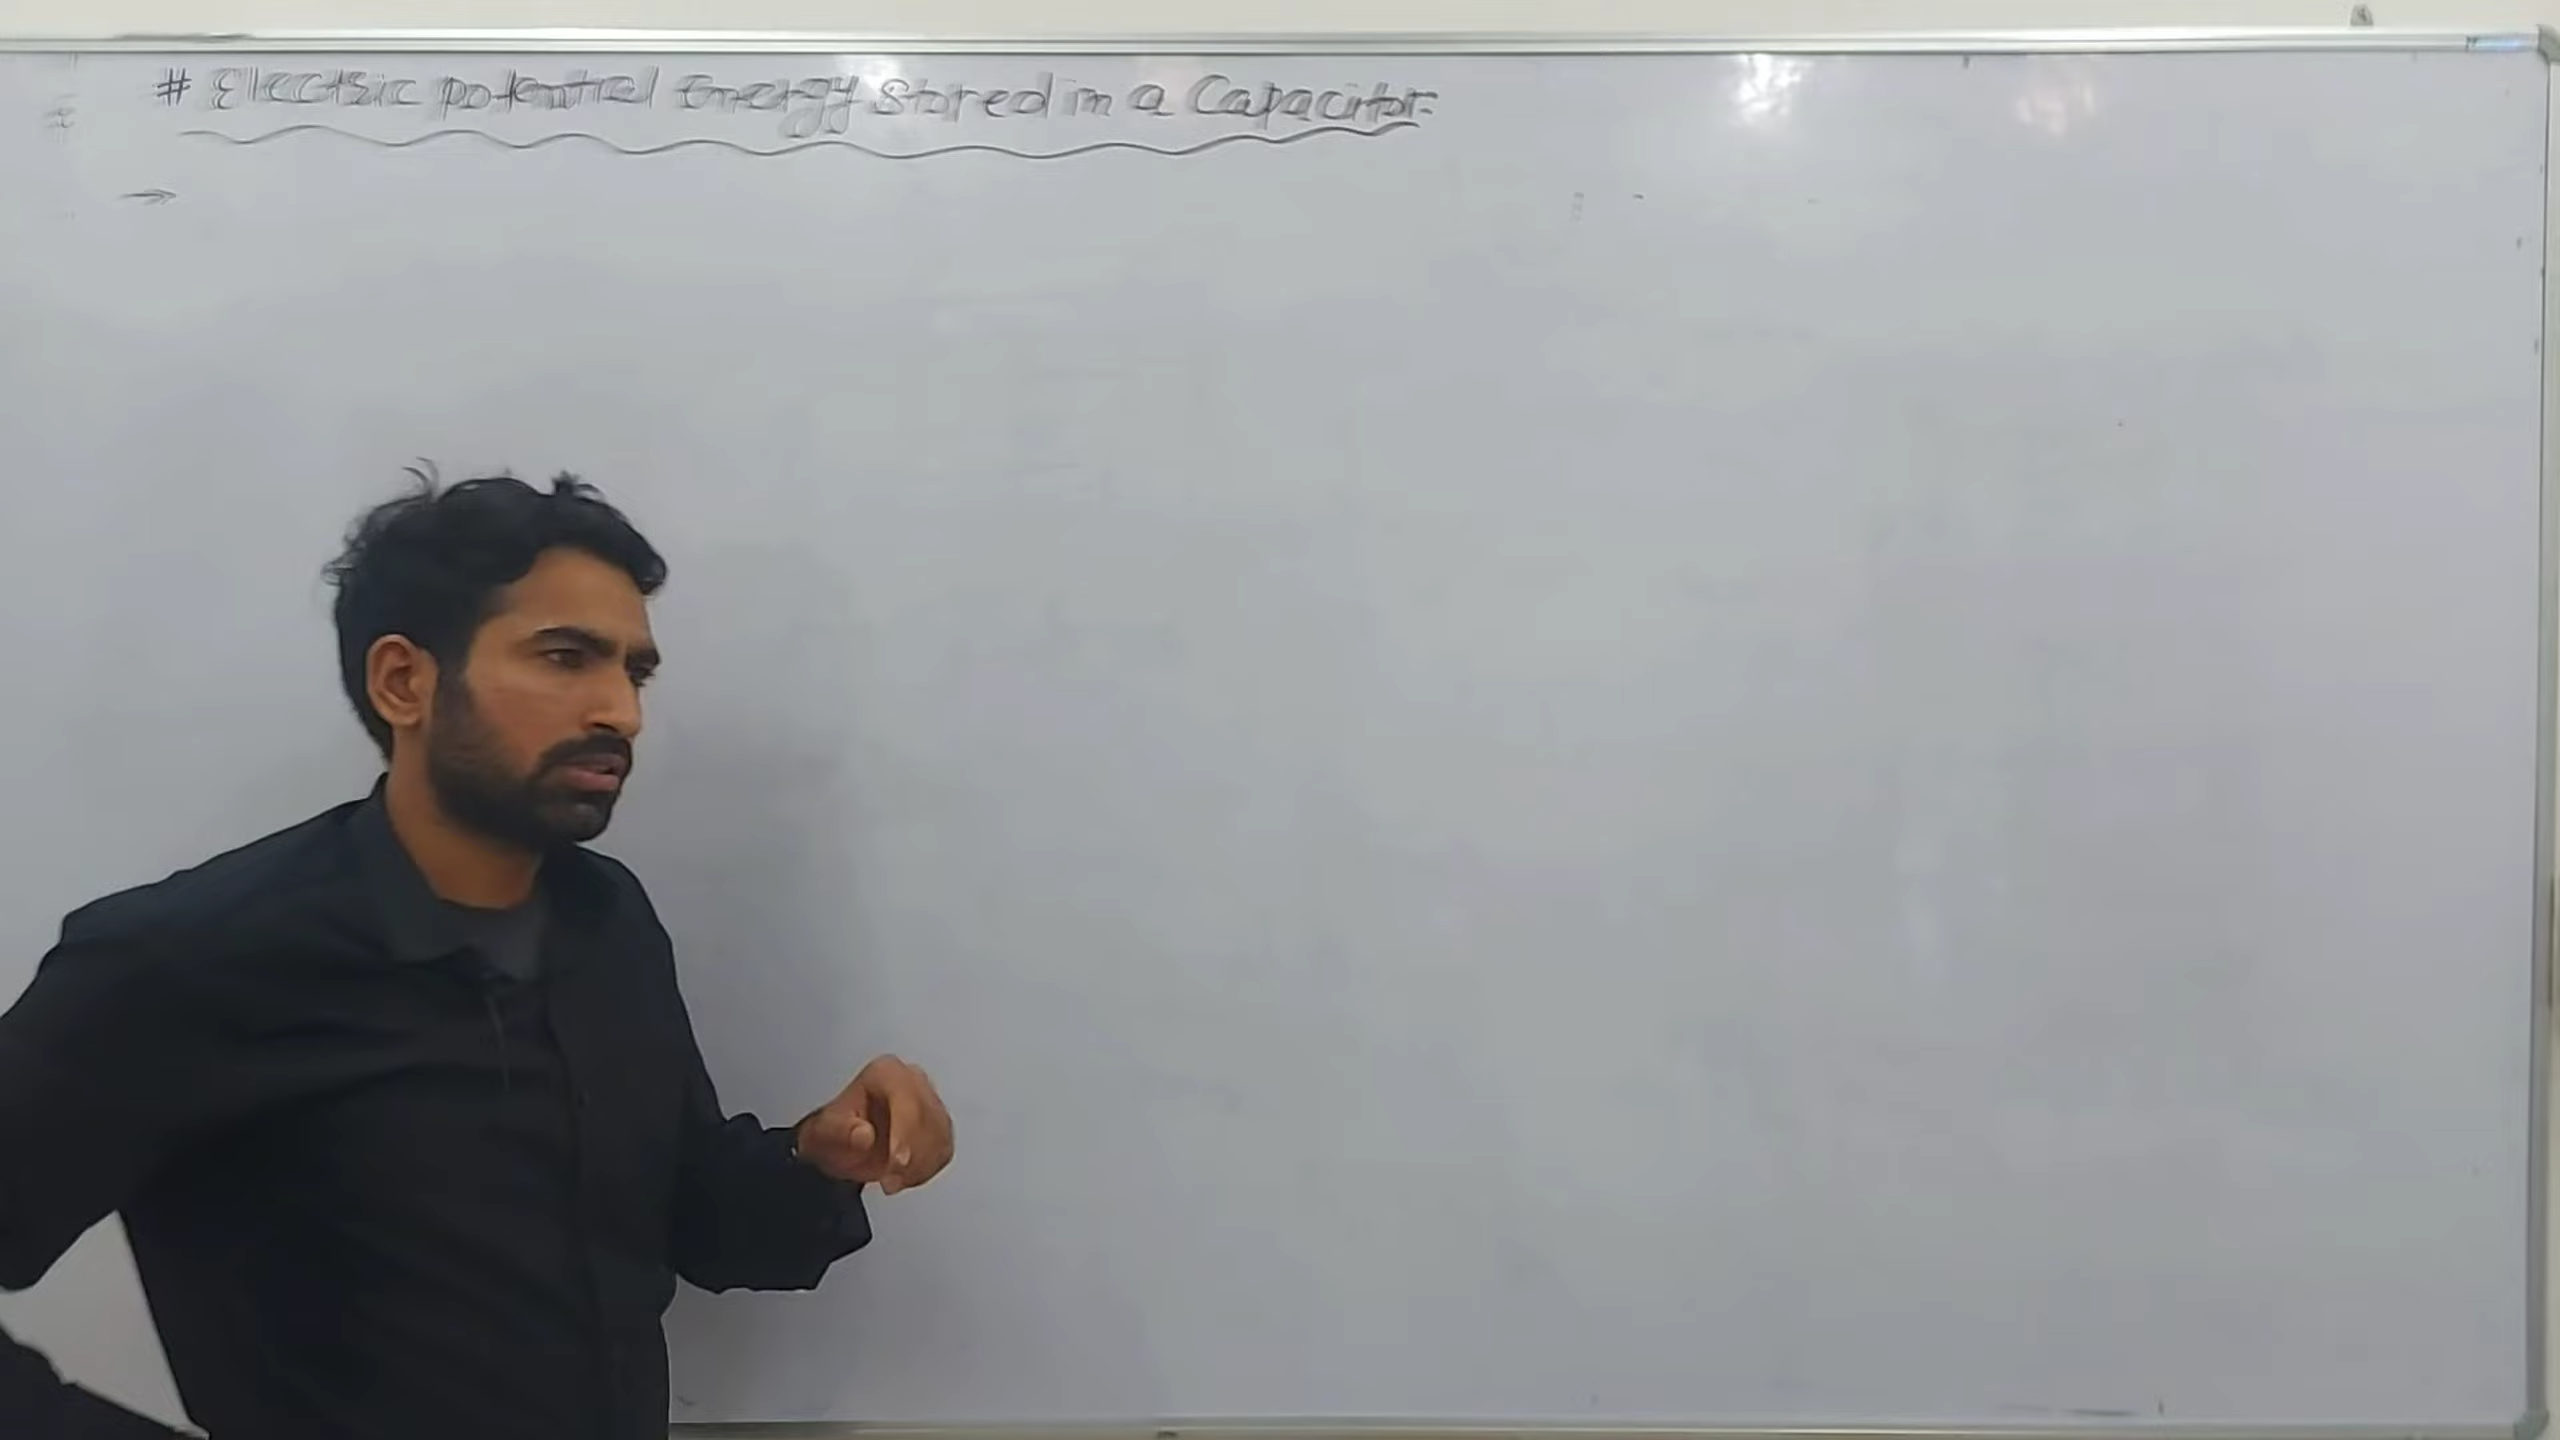 # Electric potential Energy Stored in a Capacitor.
→